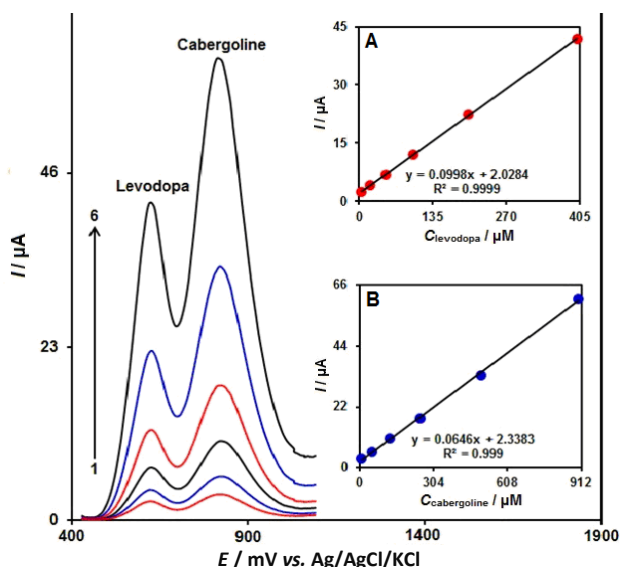 Cabergoline
Levodopa
6
1
I / µA
46
23
0
400
900
1400
1900
E / mV vs. Ag/AgCl/KCl
A
I / µA
45
30
15
0
y = 0.0998x + 2.0284
R² = 0.9999
0
135
270
405
Clevodopa / µM
B
I / µA
66
44
22
0
y = 0.0646x + 2.3383
R² = 0.999
0
304
608
912
Ccabergoline / µM